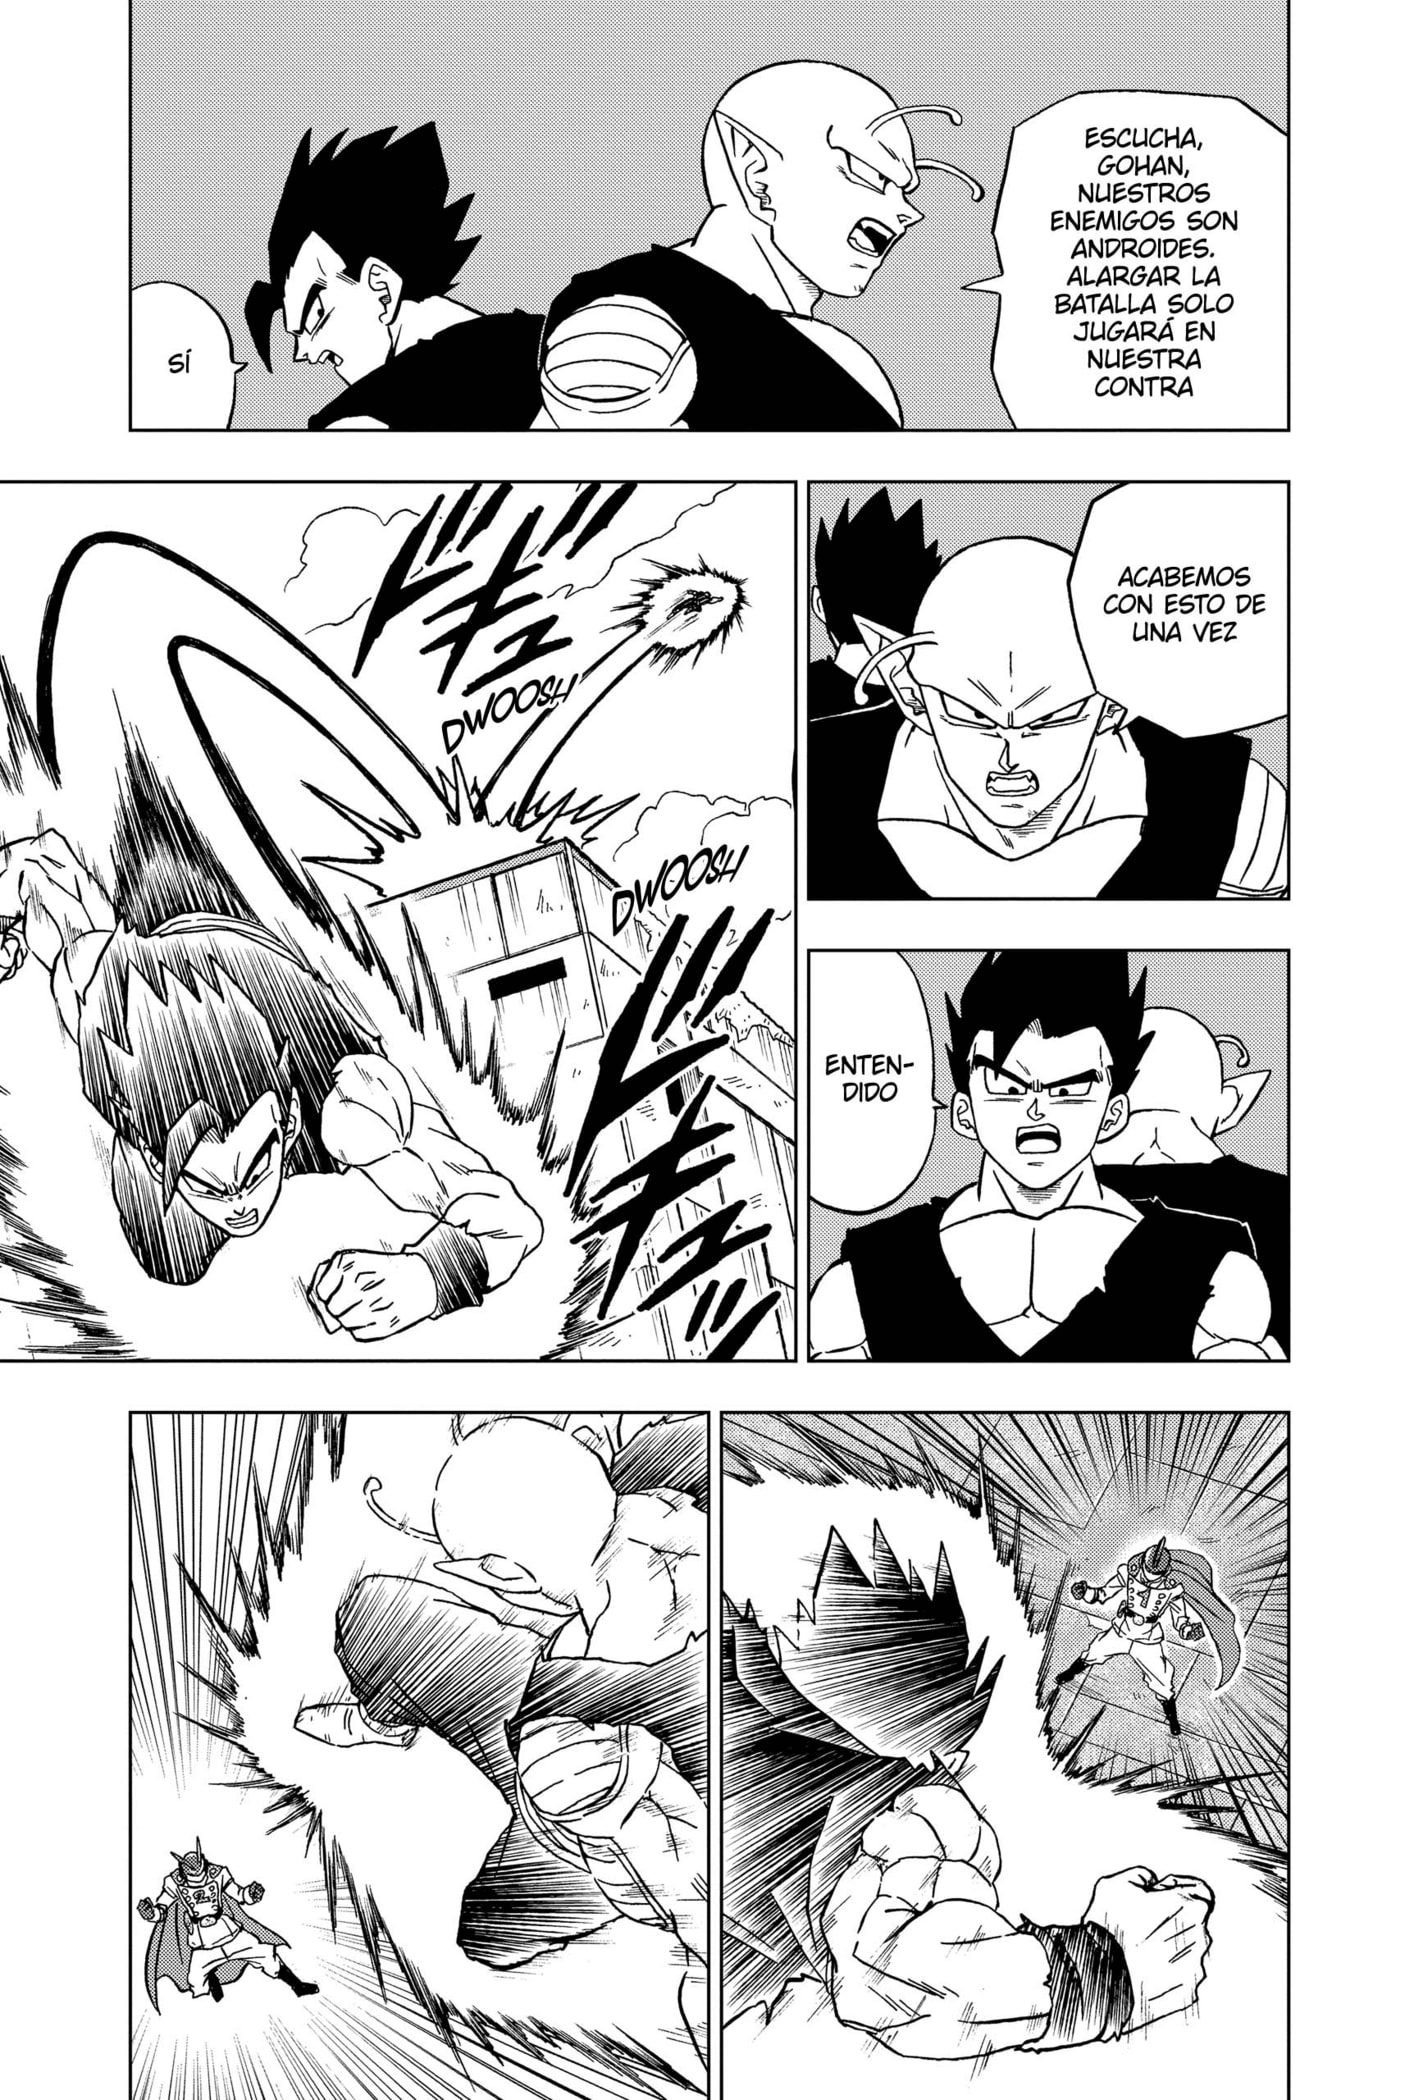 ESCUCHA,
GOHAN,
NUESTROS
ENEMIGOS SON
ANDROIDES.
ALARGAR LA
BATALLA SOLO
JUGARÁ EN
NUESTRA
CONTRA
SÍ
ACABEMOS
CON ESTO DE
UNA VEZ
ENTEN-
DIDO
ドギュ
DWOOSH
DWOOSH
ドギュ